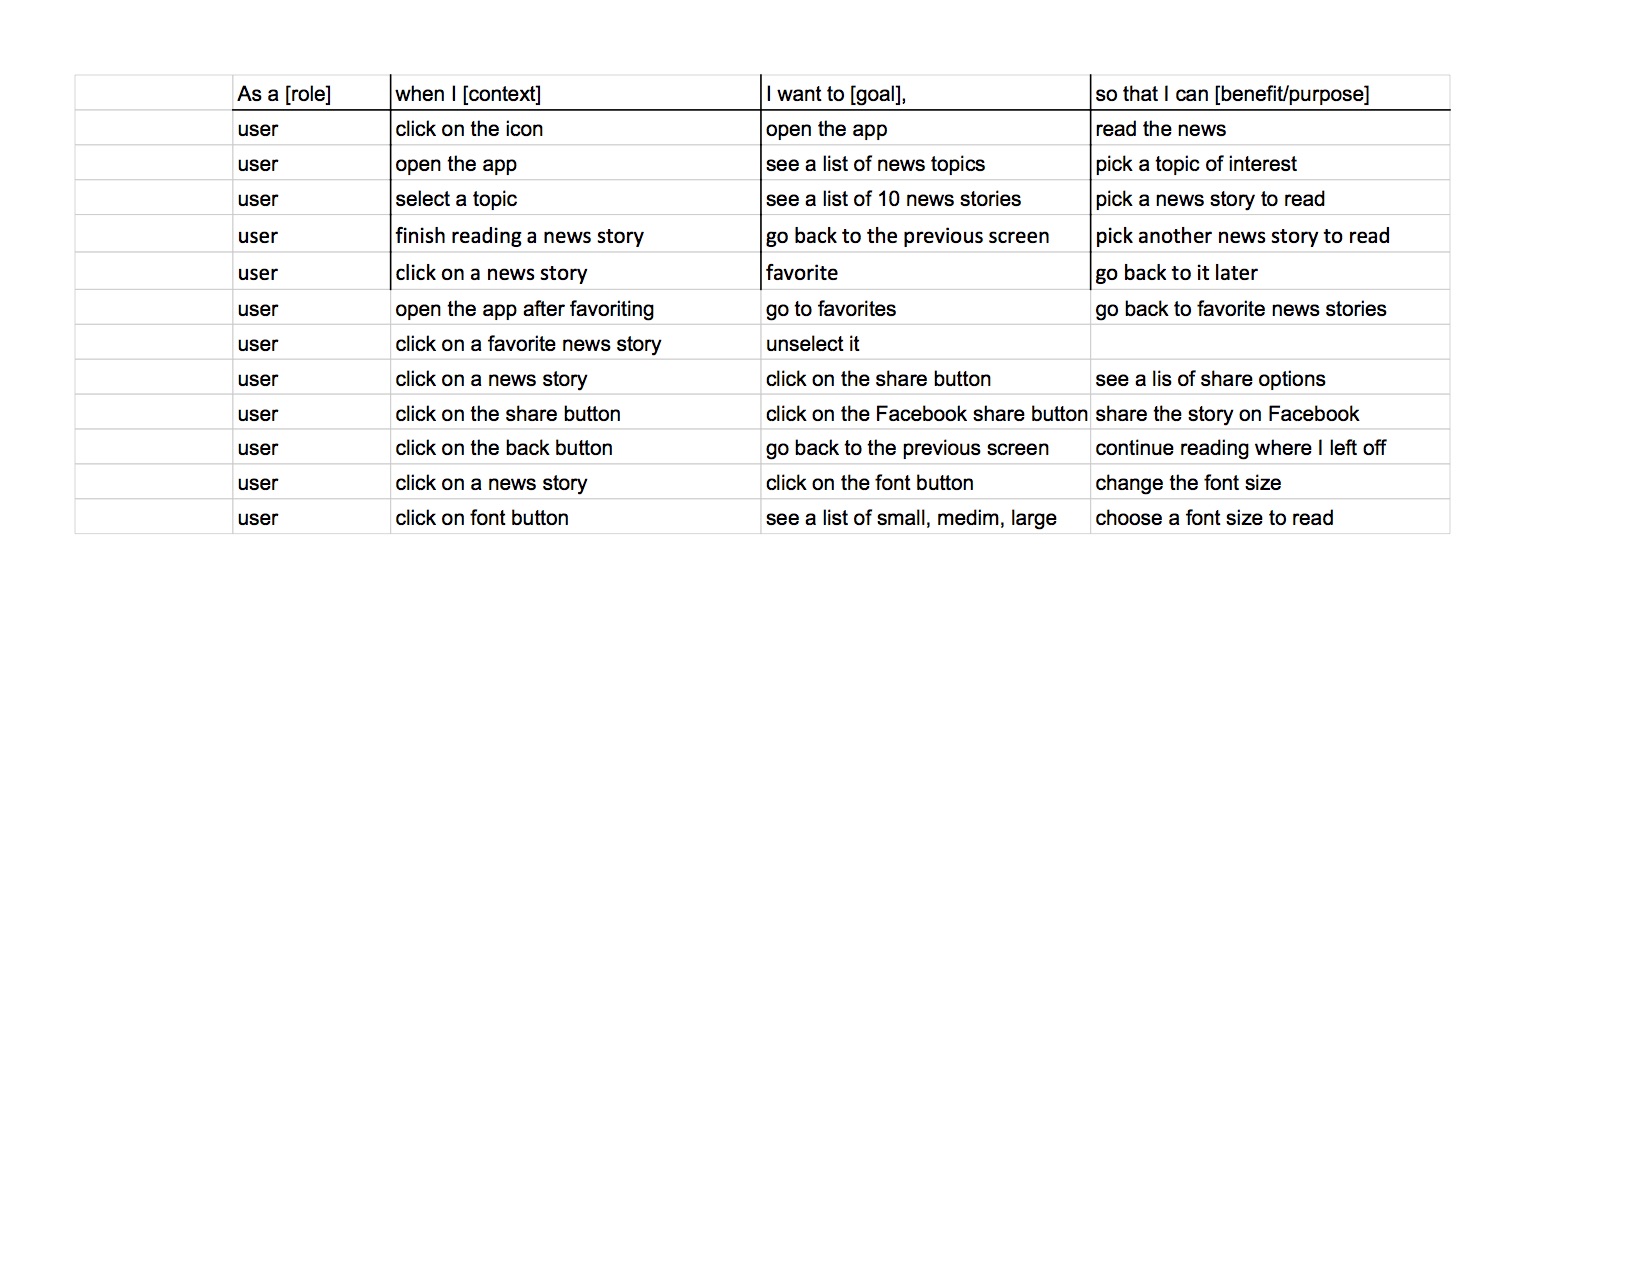 As a [role] when I [context] I want to [goal], so that I can [benefit/purpose]
user click on the icon open the app read the news
user open the app see a list of news topics pick a topic of interest
user select a topic see a list of 10 news stories pick a news story to read
user finish reading a news story go back to the previous screen pick another news story to read
user click on a news story favorite go back to it later
user open the app after favoriting go to favorites go back to favorite news stories
user click on a favorite news story unselect it
user click on a news story click on the share button see a lis of share options
user click on the share button click on the Facebook share button share the story on Facebook
user click on the back button go back to the previous screen continue reading where I left off
user click on a news story click on the font button change the font size
user click on font button see a list of small, medim, large choose a font size to read